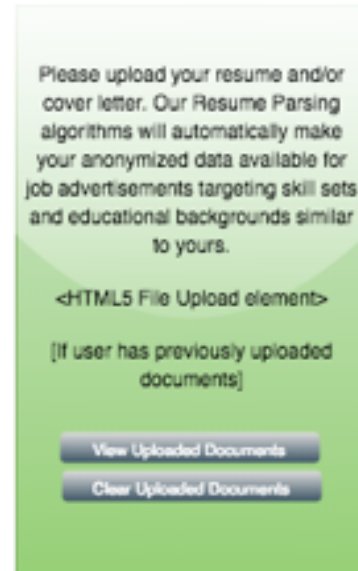 Please upload your resume and/or
cover letter. Our Resume Parsing
algorithms will automatically make
your anonymized data available for
job advertisements targeting skill sets
and educational backgrounds similar
to yours.
<HTML5 File Upload element>
[If user has previously uploaded
documents]
View Uploaded Documents
Clear Uploaded Documents